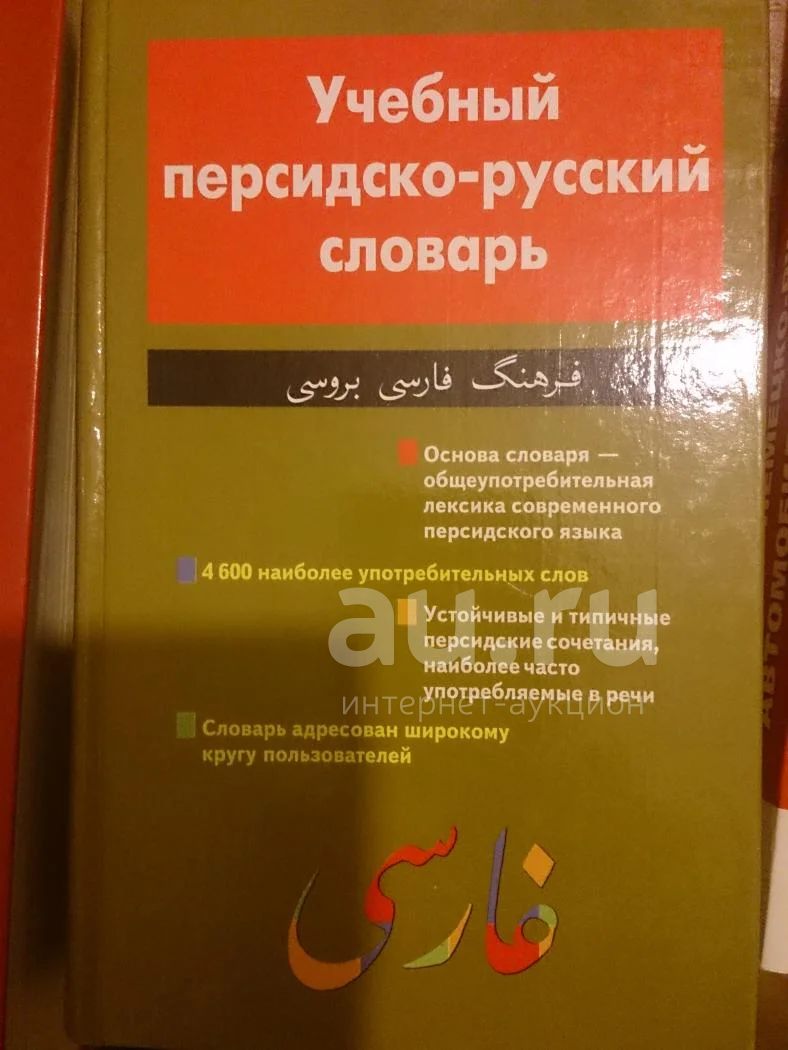 Учебный
персидско-русский
словарь
فرهنگ فارسی بروسی
Основа словаря —
общеупотребительная
лексика современного
персидского языка
4 600 наиболее употребительных слов
Устойчивые и типичные
персидские сочетания,
наиболее часто
употребляемые в речи
au.ru
интернет-аукцион
Словарь адресован широкому
кругу пользователей
فارسی